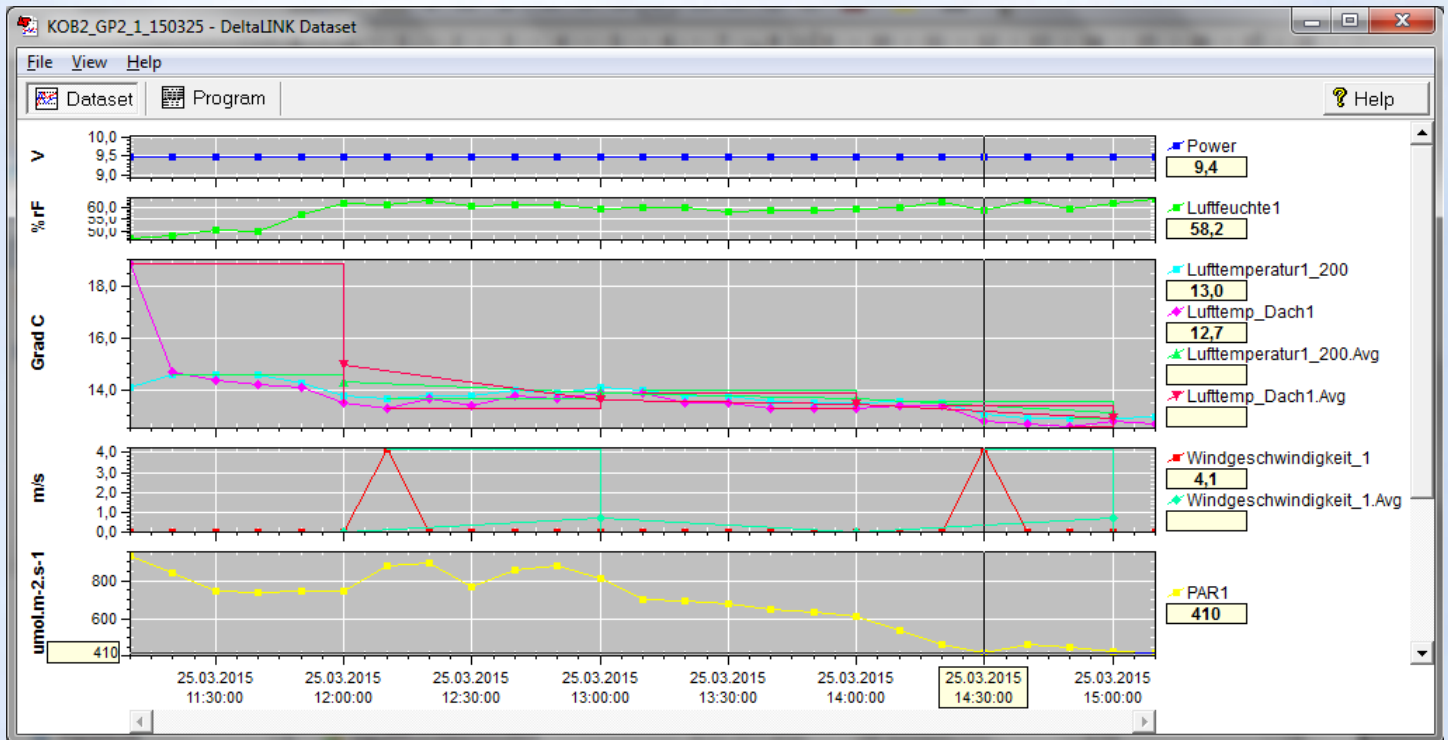 KOB2_GP2_1_150325 - DeltaLINK Dataset
File View Help
Dataset Program Help
V
10,0
9,5
9,0
Power
9,4
%rF
60,0
55,0
50,0
Luftfeuchte1
58,2
Grad C
18,0
16,0
14,0
Lufttemperatur1_200
13,0
Lufttemp_Dach1
12,7
Lufttemperatur1_200.Avg
Lufttemp_Dach1.Avg
m/s
4,0
3,0
2,0
1,0
0,0
Windgeschwindigkeit_1
4,1
Windgeschwindigkeit_1.Avg
umol.m-2.s-1
800
600
410
PAR1
410
25.03.2015 25.03.2015 25.03.2015 25.03.2015 25.03.2015 25.03.2015 25.03.2015 25.03.2015
11:30:00 12:00:00 12:30:00 13:00:00 13:30:00 14:00:00 14:30:00 15:00:00